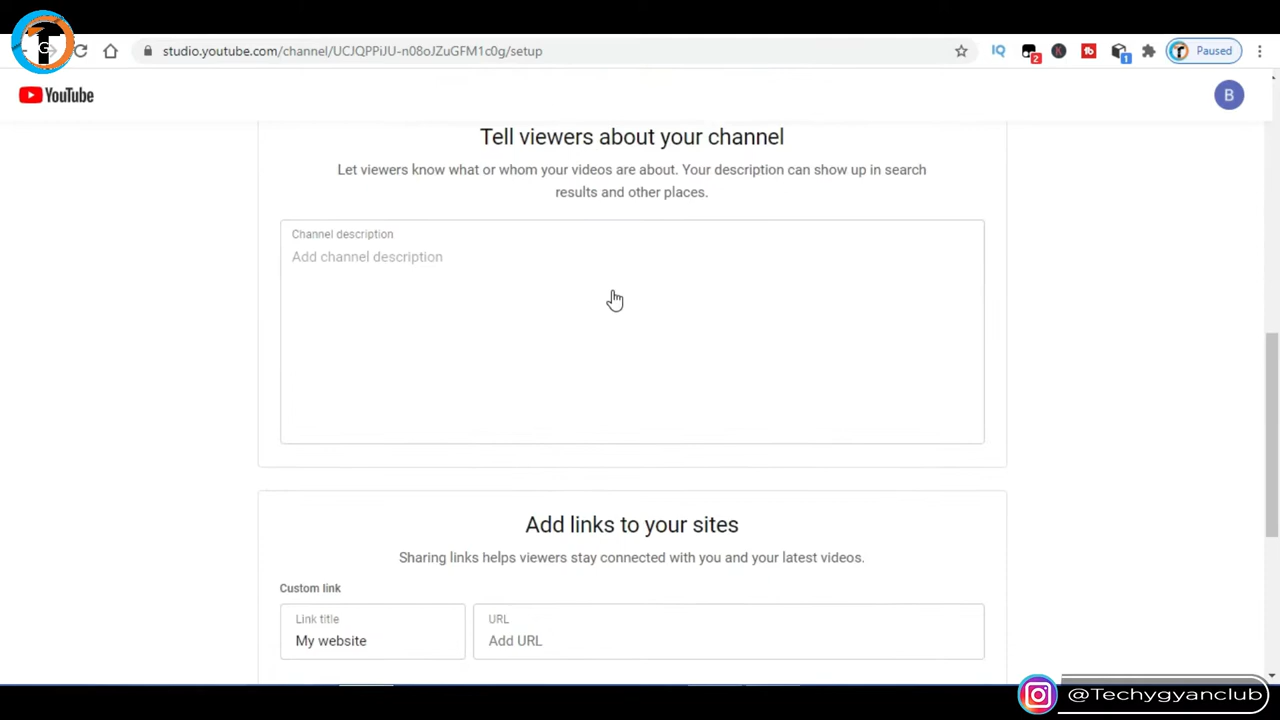 TG
studio.youtube.com/channel/UCJQPPiJU-n08oJZuGFM1c0g/setup
IQ
2
K
1
Paused
YouTube
B
Tell viewers about your channel
Let viewers know what or whom your videos are about. Your description can show up in search
results and other places.
Channel description
Add channel description
Add links to your sites
Sharing links helps viewers stay connected with you and your latest videos.
Custom link
Link title
My website
URL
Add URL
@Techygyanclub